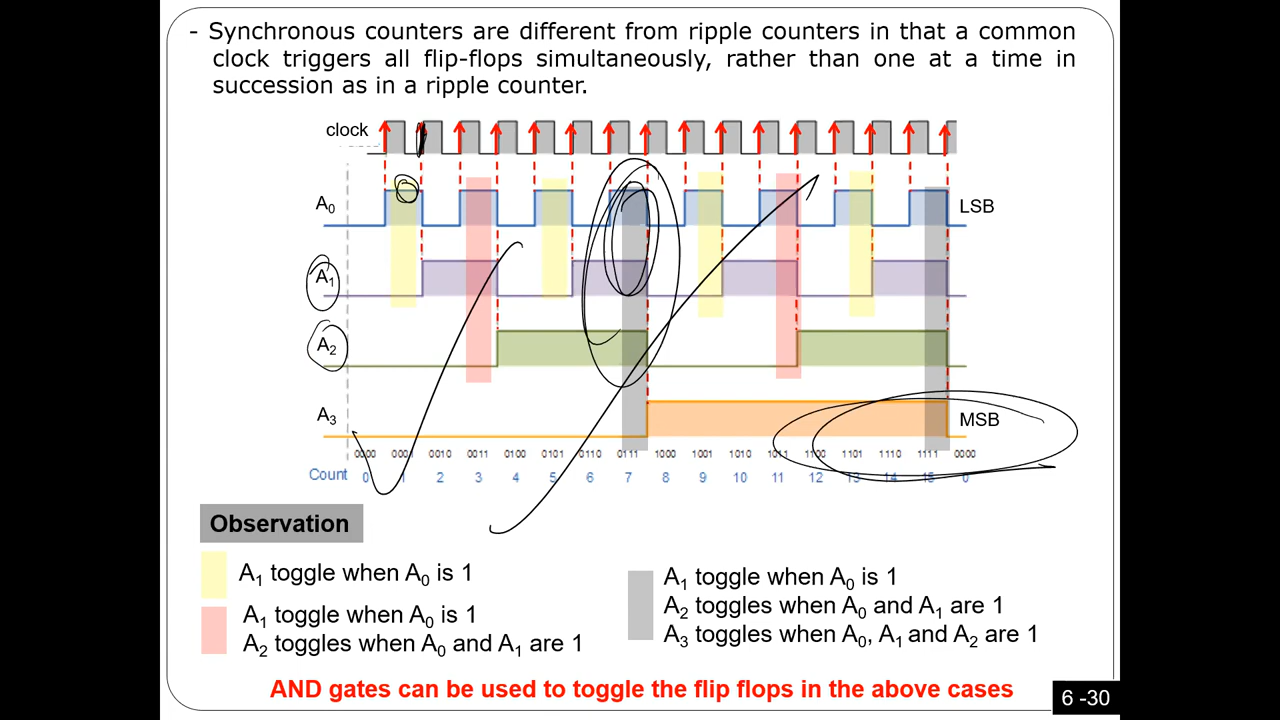 - Synchronous counters are different from ripple counters in that a common
clock triggers all flip-flops simultaneously, rather than one at a time in
succession as in a ripple counter.
clock
A₀ LSB
A₁
A₂
A₃ MSB
0000 0001 0010 0011 0100 0101 0110 0111 1000 1001 1010 1011 1100 1101 1110 1111 0000
Count 0 1 2 3 4 5 6 7 8 9 10 11 12 13 14 15 0
Observation
A₁ toggle when A₀ is 1
A₁ toggle when A₀ is 1
A₂ toggles when A₀ and A₁ are 1
A₁ toggle when A₀ is 1
A₂ toggles when A₀ and A₁ are 1
A₃ toggles when A₀, A₁ and A₂ are 1
AND gates can be used to toggle the flip flops in the above cases
6 -30